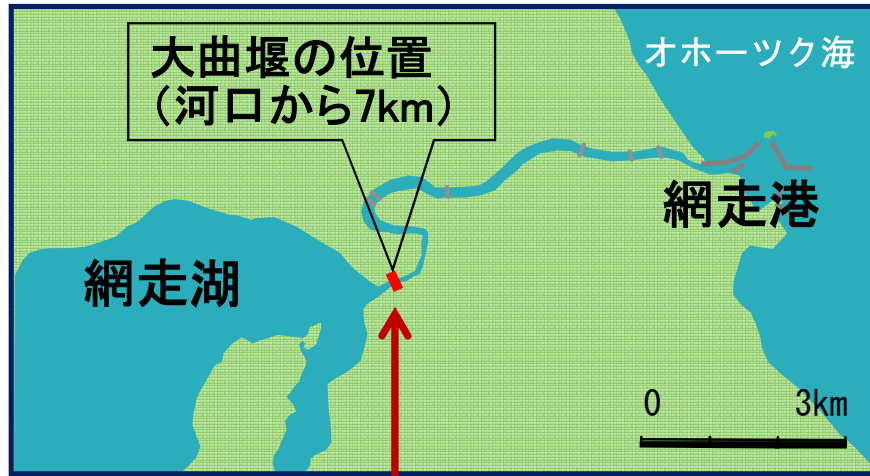 大曲堰の位置
（河口から7km）
オホーツク海
網走港
網走湖
0 3km